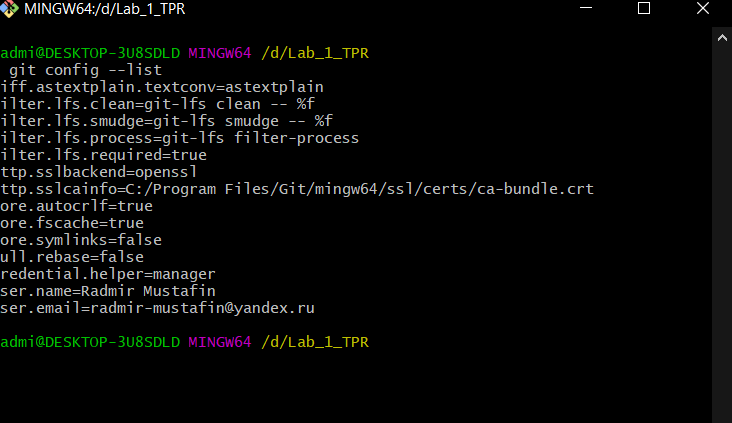 MINGW64:/d/Lab_1_TPR
admi@DESKTOP-3U8SDLD MINGW64 /d/Lab_1_TPR
git config --list
iff.astextplain.textconv=astextplain
ilter.lfs.clean=git-lfs clean -- %f
ilter.lfs.smudge=git-lfs smudge -- %f
ilter.lfs.process=git-lfs filter-process
ilter.lfs.required=true
ttp.sslbackend=openssl
ttp.sslcainfo=C:/Program Files/Git/mingw64/ssl/certs/ca-bundle.crt
ore.autocrlf=true
ore.fscache=true
ore.symlinks=false
ull.rebase=false
redential.helper=manager
ser.name=Radmir Mustafin
ser.email=radmir-mustafin@yandex.ru
admi@DESKTOP-3U8SDLD MINGW64 /d/Lab_1_TPR